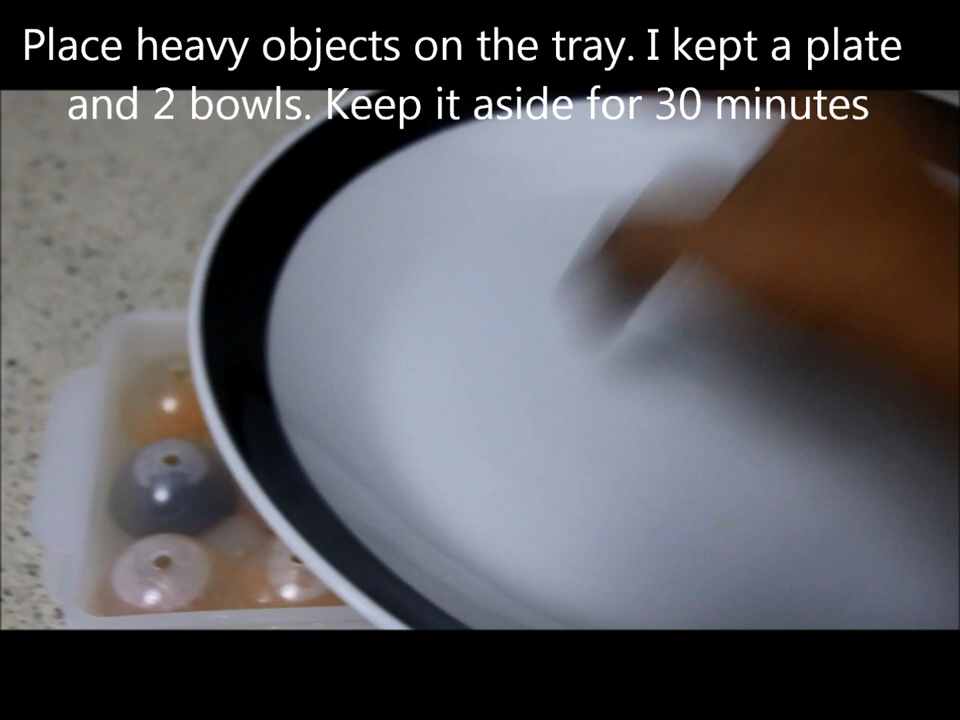 Place heavy objects on the tray. I kept a plate
and 2 bowls. Keep it aside for 30 minutes